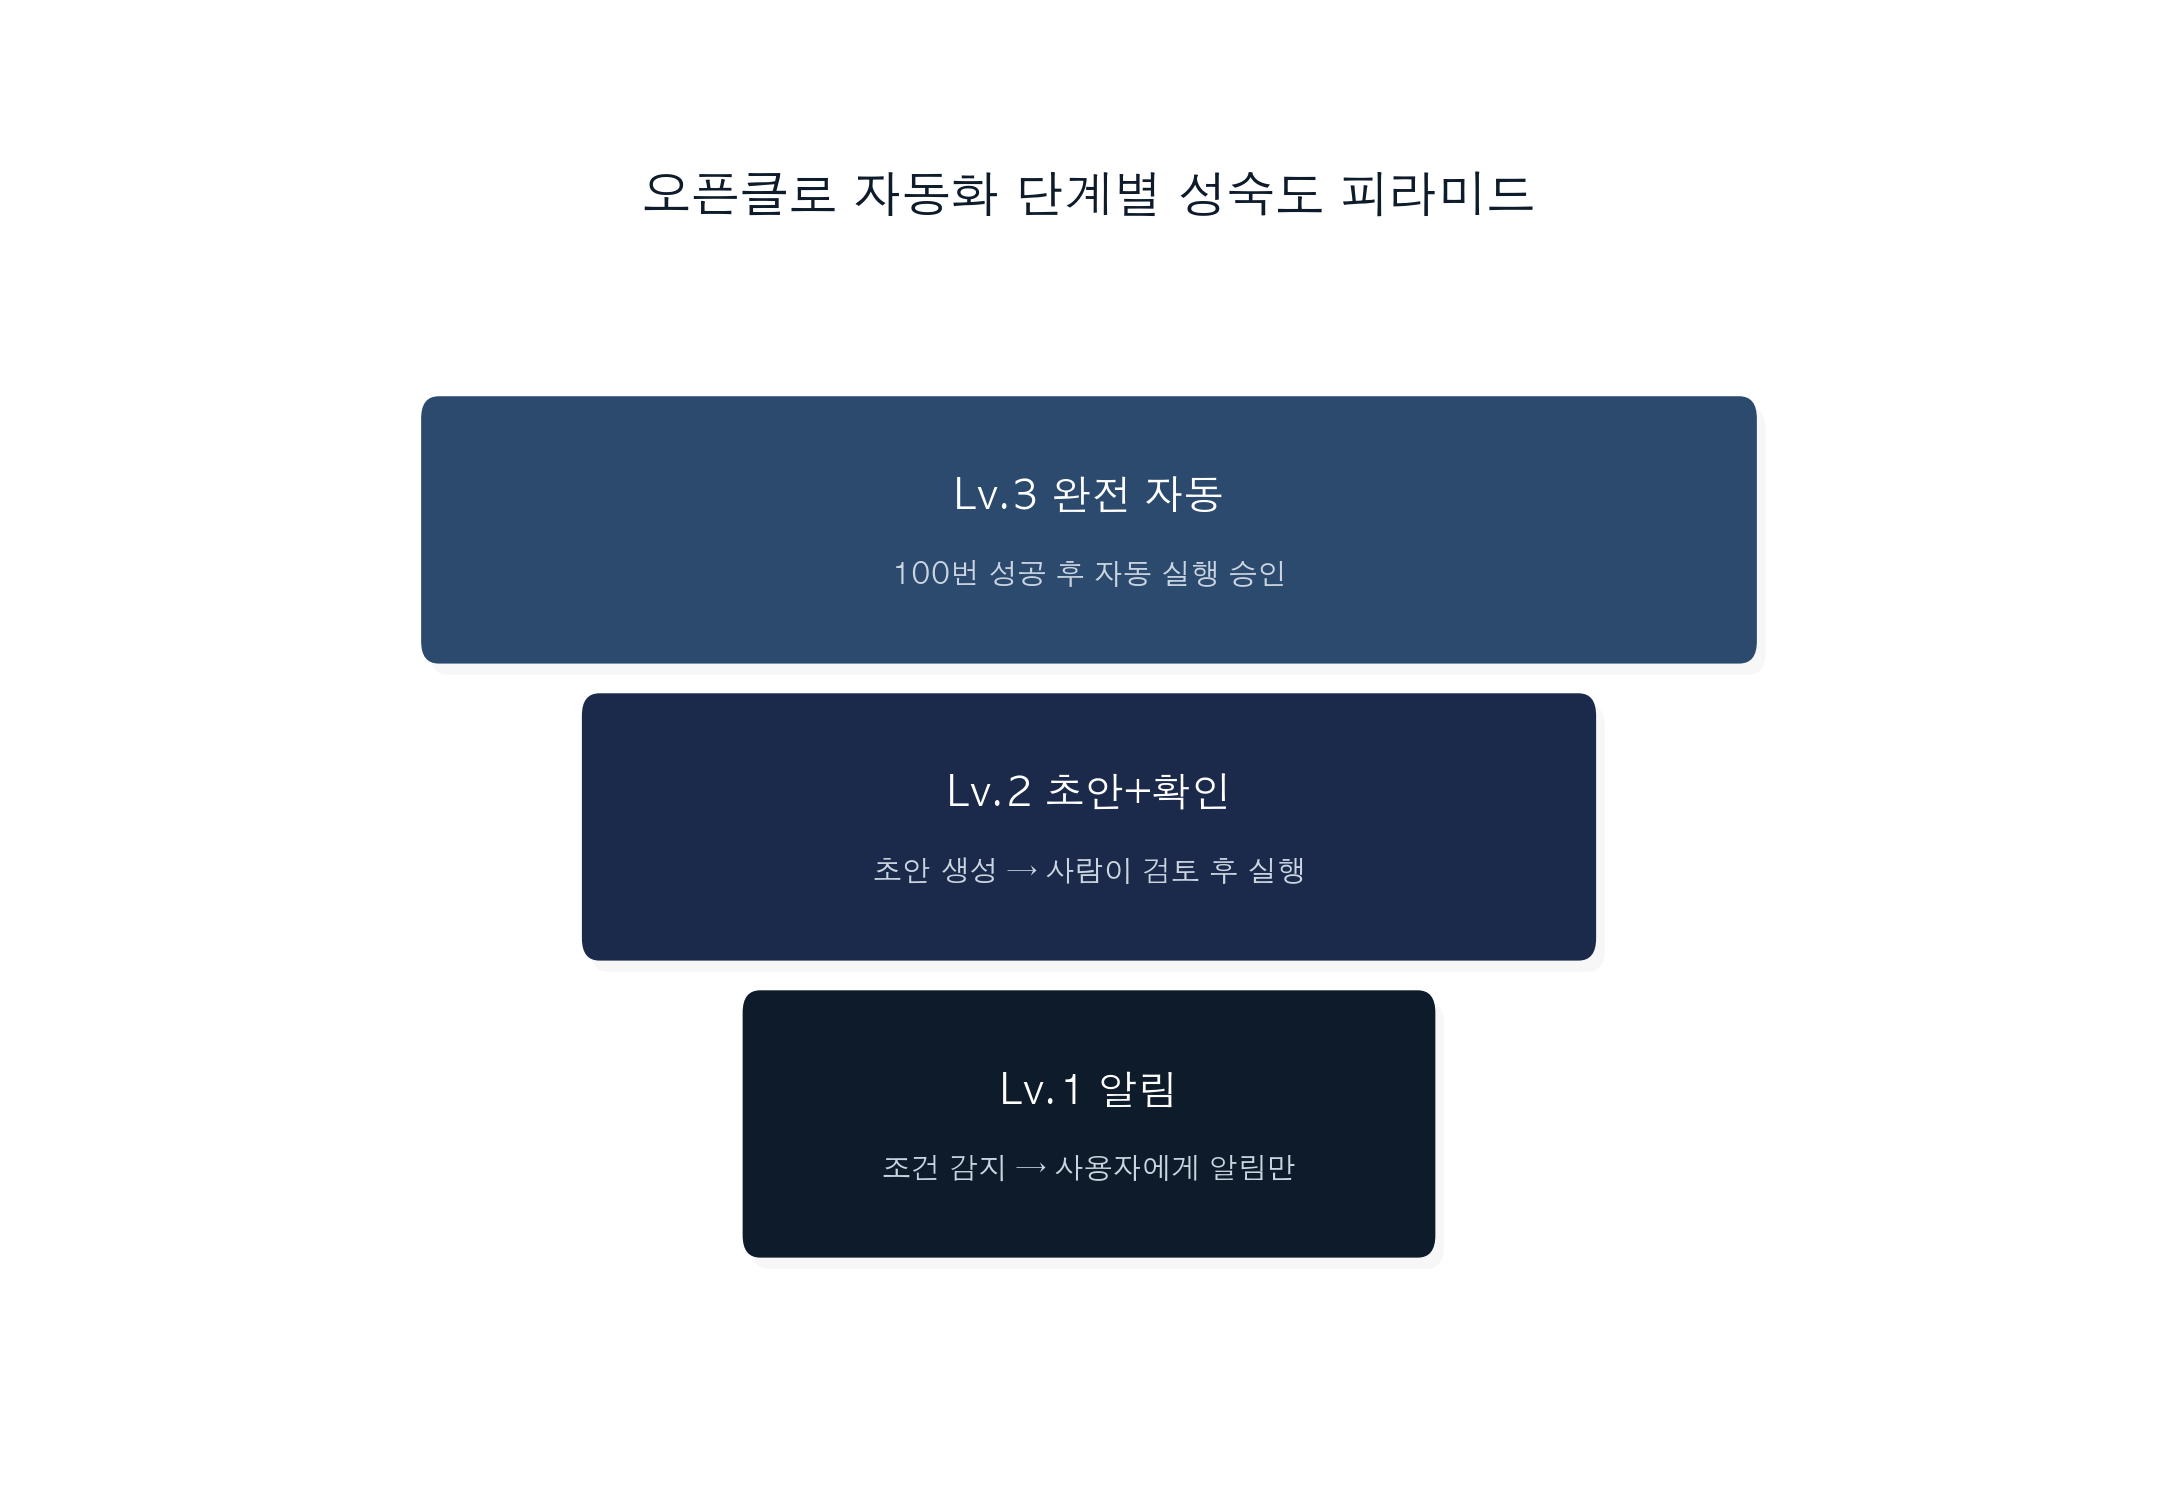 오픈클로 자동화 단계별 성숙도 피라미드
Lv.3 완전 자동
100번 성공 후 자동 실행 승인
Lv.2 초안+확인
초안 생성 → 사람이 검토 후 실행
Lv.1 알림
조건 감지 → 사용자에게 알림만